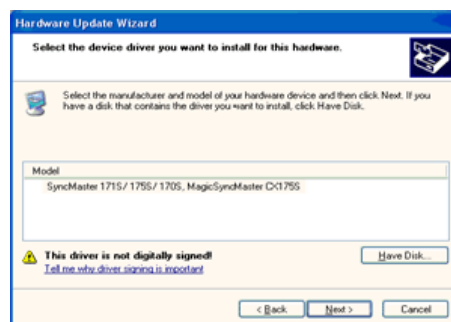 Hardware Update Wizard
Select the device driver you want to install for this hardware.
Select the manufacturer and model of your hardware device and then click Next. If you
have a disk that contains the driver you want to install, click Have Disk.
Model
SyncMaster 171S/ 175S/ 170S, MagicSyncMaster CX175S
This driver is not digitally signed!
Have Disk...
Tell me why driver signing is important
< Back
Next >
Cancel